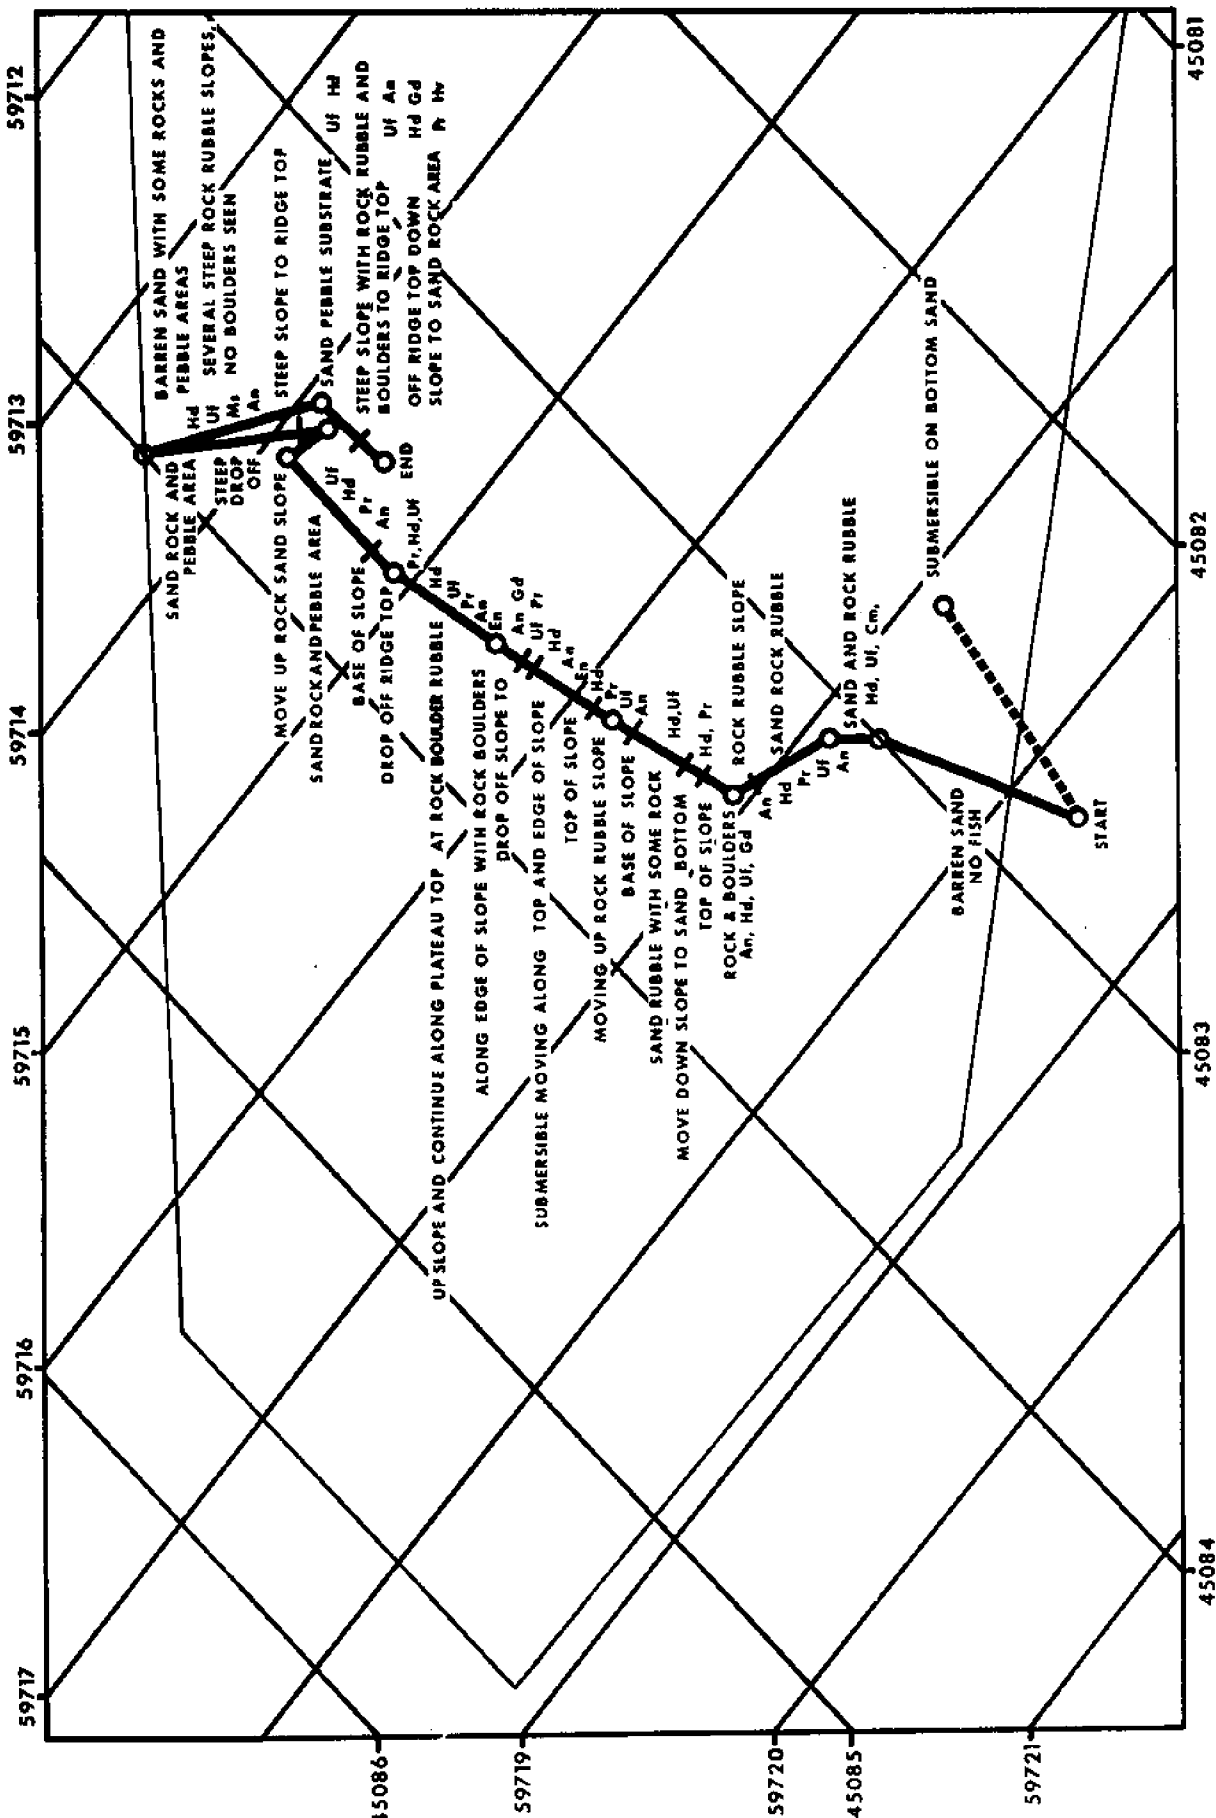 59712
59713
59714
59715
59716
59717
45081
45082
45083
45084
45086
59719
59720
45085
59721
BARREN SAND WITH SOME ROCKS AND
PEBBLE AREAS
SEVERAL STEEP ROCK RUBBLE SLOPES,
NO BOULDERS SEEN
Hd
Uf
Ms
An
SAND ROCK AND
PEBBLE AREA
STEEP
DROP
OFF
STEEP SLOPE TO RIDGE TOP
SAND PEBBLE SUBSTRATE
Uf Hd
STEEP SLOPE WITH ROCK RUBBLE AND
BOULDERS TO RIDGE TOP
Uf An
OFF RIDGE TOP DOWN
SLOPE TO SAND ROCK AREA
Hd Gd
Pr Hv
END
MOVE UP ROCK SAND SLOPE
Uf
Hd
Pr
An
SAND ROCK AND PEBBLE AREA
BASE OF SLOPE
DROP OFF RIDGE TOP
Pr, Hd, Uf
UP SLOPE AND CONTINUE ALONG PLATEAU TOP AT ROCK BOULDER RUBBLE
Hd
Uf
Pr
An
En
ALONG EDGE OF SLOPE WITH ROCK BOULDERS
DROP OFF SLOPE TO
An Gd
Uf Pr
Hd
An
En
Hd
Pr
Uf
An
SUBMERSIBLE MOVING ALONG TOP AND EDGE OF SLOPE
TOP OF SLOPE
MOVING UP ROCK RUBBLE SLOPE
BASE OF SLOPE
SAND RUBBLE WITH SOME ROCK
Hd, Uf
MOVE DOWN SLOPE TO SAND BOTTOM
Hd, Pr
TOP OF SLOPE
ROCK & BOULDERS
An, Hd, Uf, Gd
ROCK RUBBLE SLOPE
SAND ROCK RUBBLE
An
Hd
Pr
Uf
An
SAND AND ROCK RUBBLE
Hd, Uf, Cm,
SUBMERSIBLE ON BOTTOM SAND
BARREN SAND
NO FISH
START